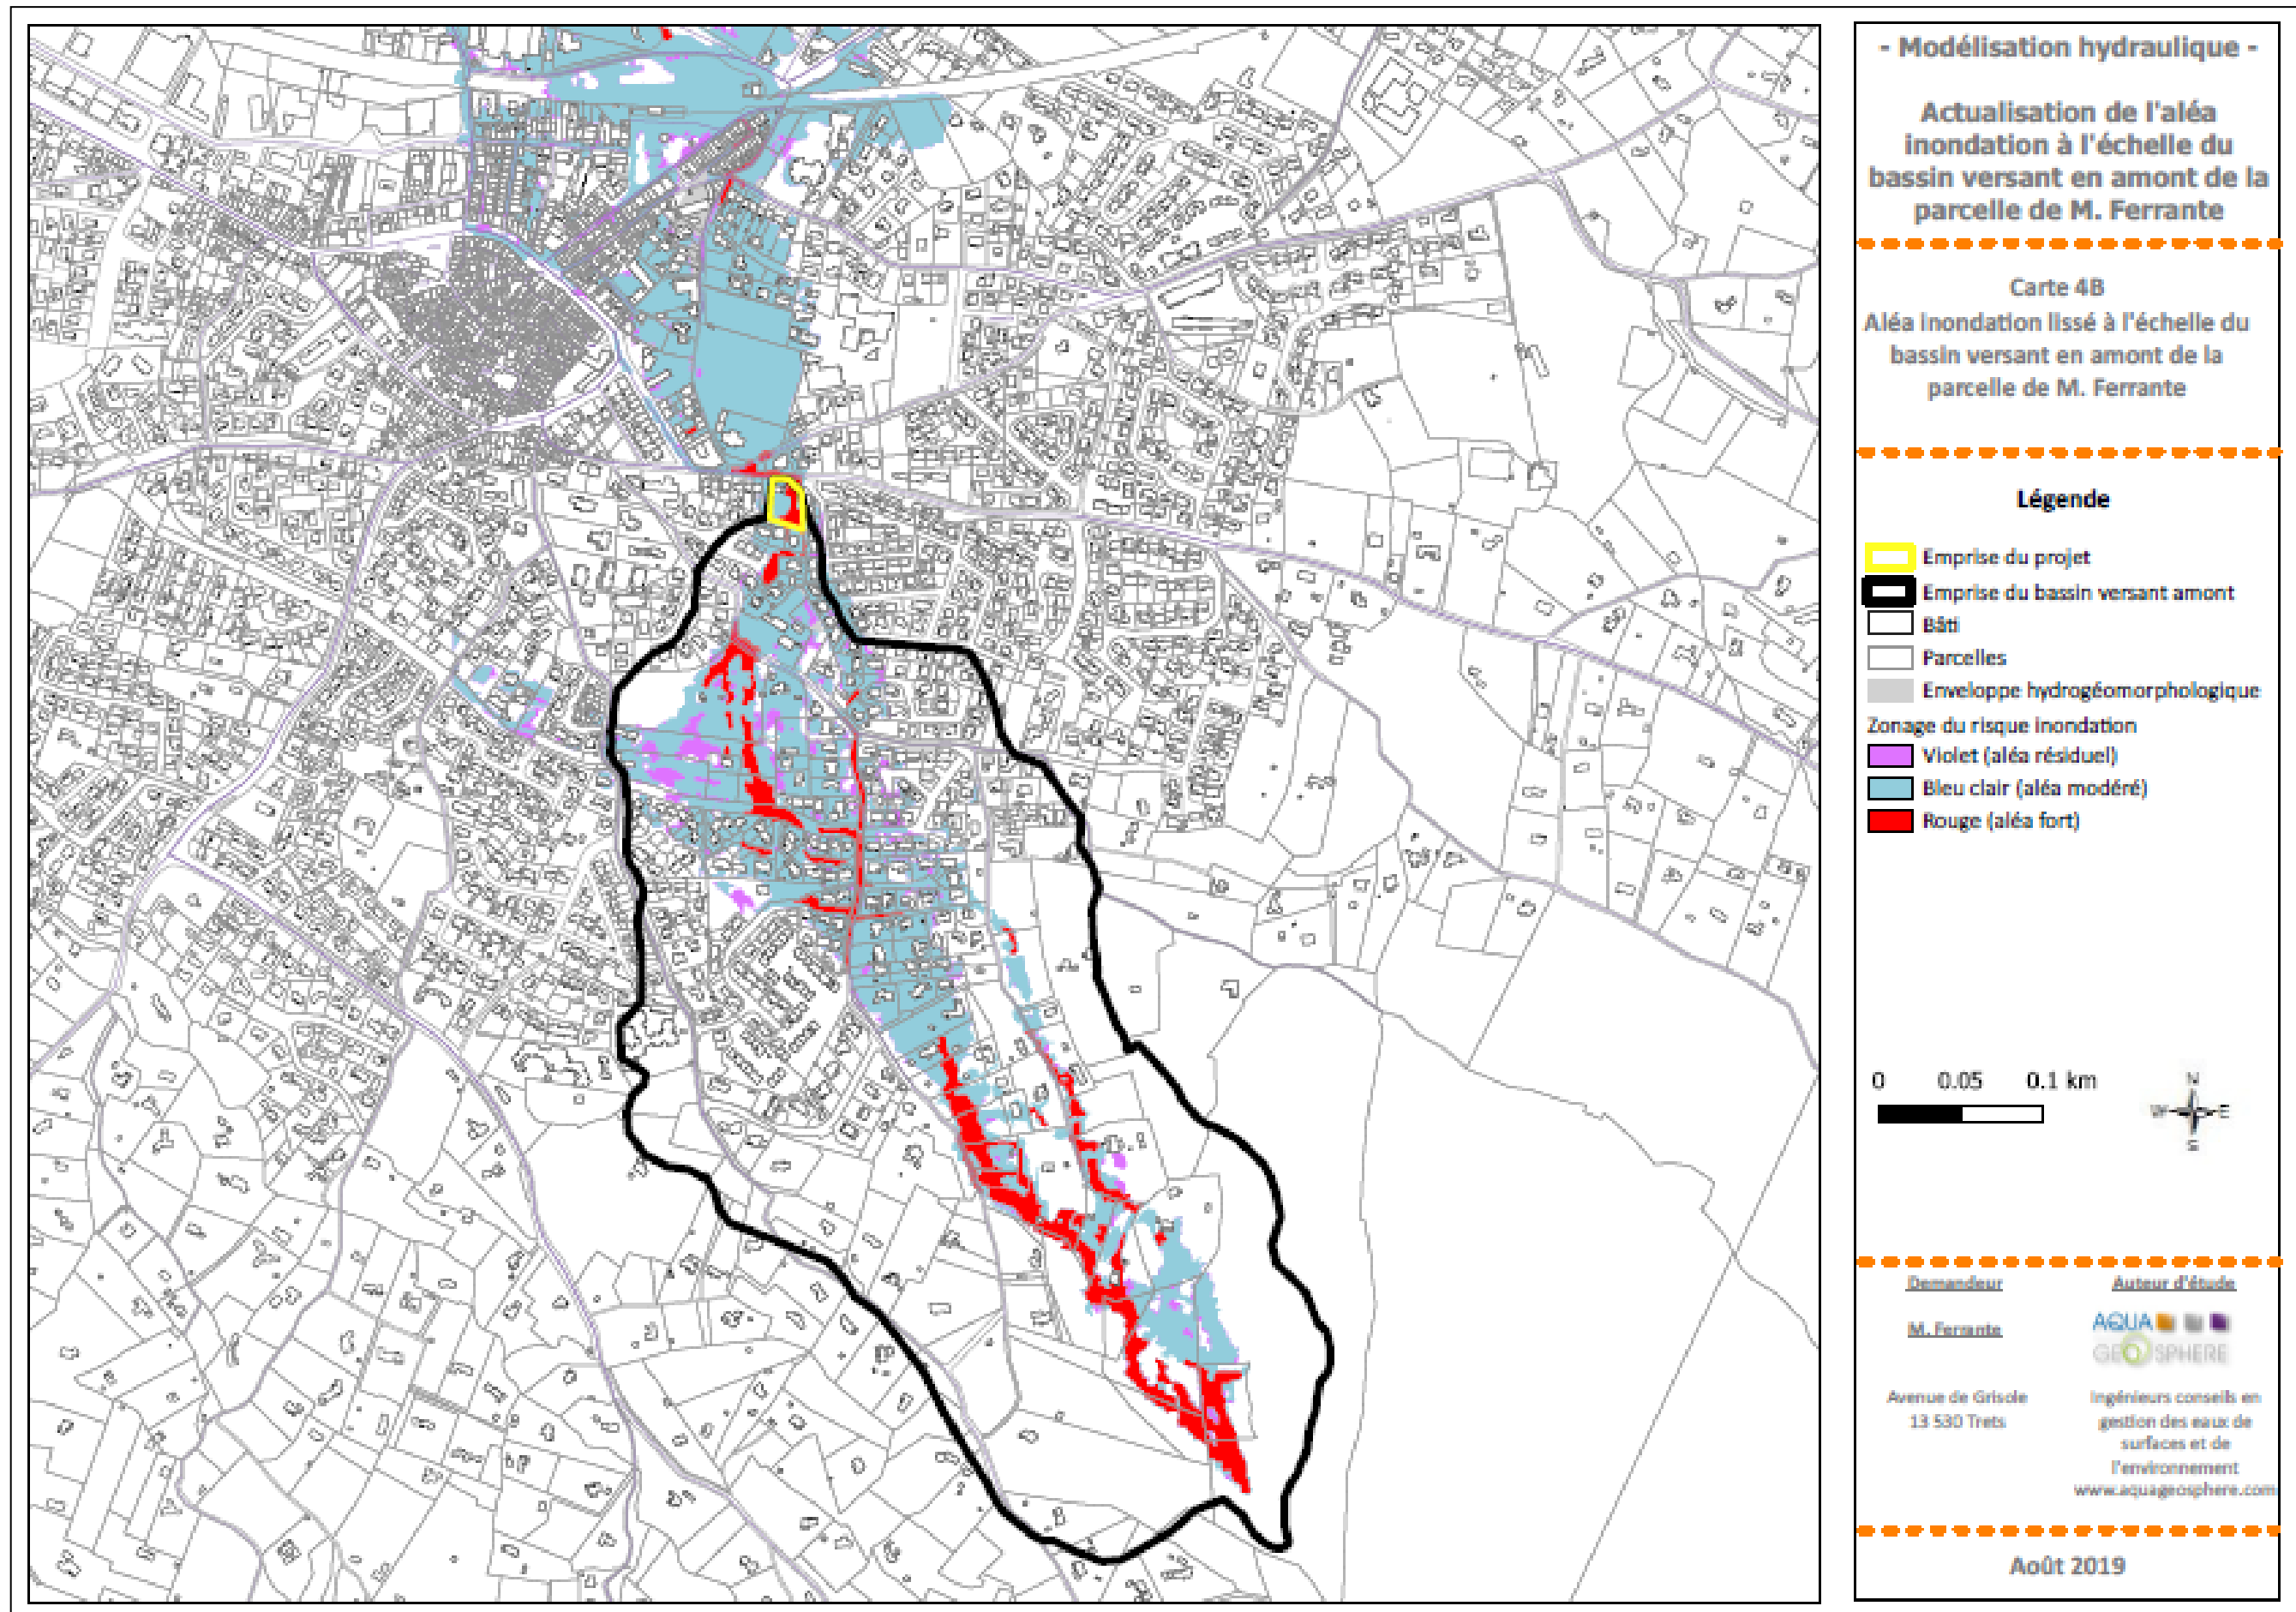 - Modélisation hydraulique -
Actualisation de l'aléa
inondation à l'échelle du
bassin versant en amont de la
parcelle de M. Ferrante
Carte 4B
Aléa inondation lissé à l'échelle du
bassin versant en amont de la
parcelle de M. Ferrante
Légende
Emprise du projet
Emprise du bassin versant amont
Bâti
Parcelles
Enveloppe hydrogéomorphologique
Zonage du risque inondation
Violet (aléa résiduel)
Bleu clair (aléa modéré)
Rouge (aléa fort)
0 0.05 0.1 km
N
W E
S
Demandeur
M. Ferrante
Avenue de Grisole
13 530 Trets
Auteur d'étude
AQUA
GEOSPHERE
Ingénieurs conseils en
gestion des eaux de
surfaces et de
l'environnement
www.aquageosphere.com
Août 2019